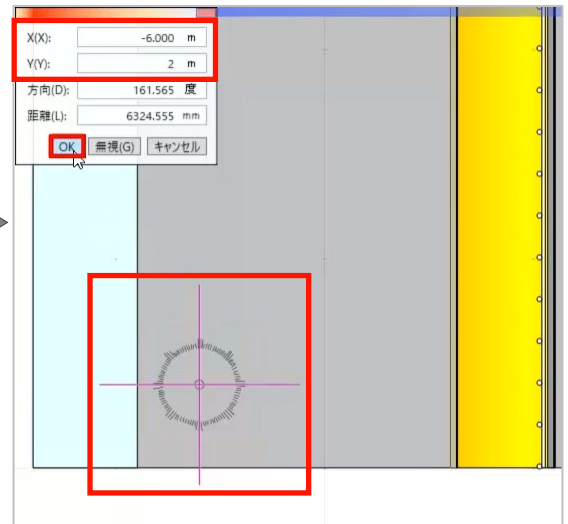 X(X): -6.000 m
Y(Y): 2 m
方向(D): 161.565 度
距離(L): 6324.555 mm
OK 無視(G) キャンセル